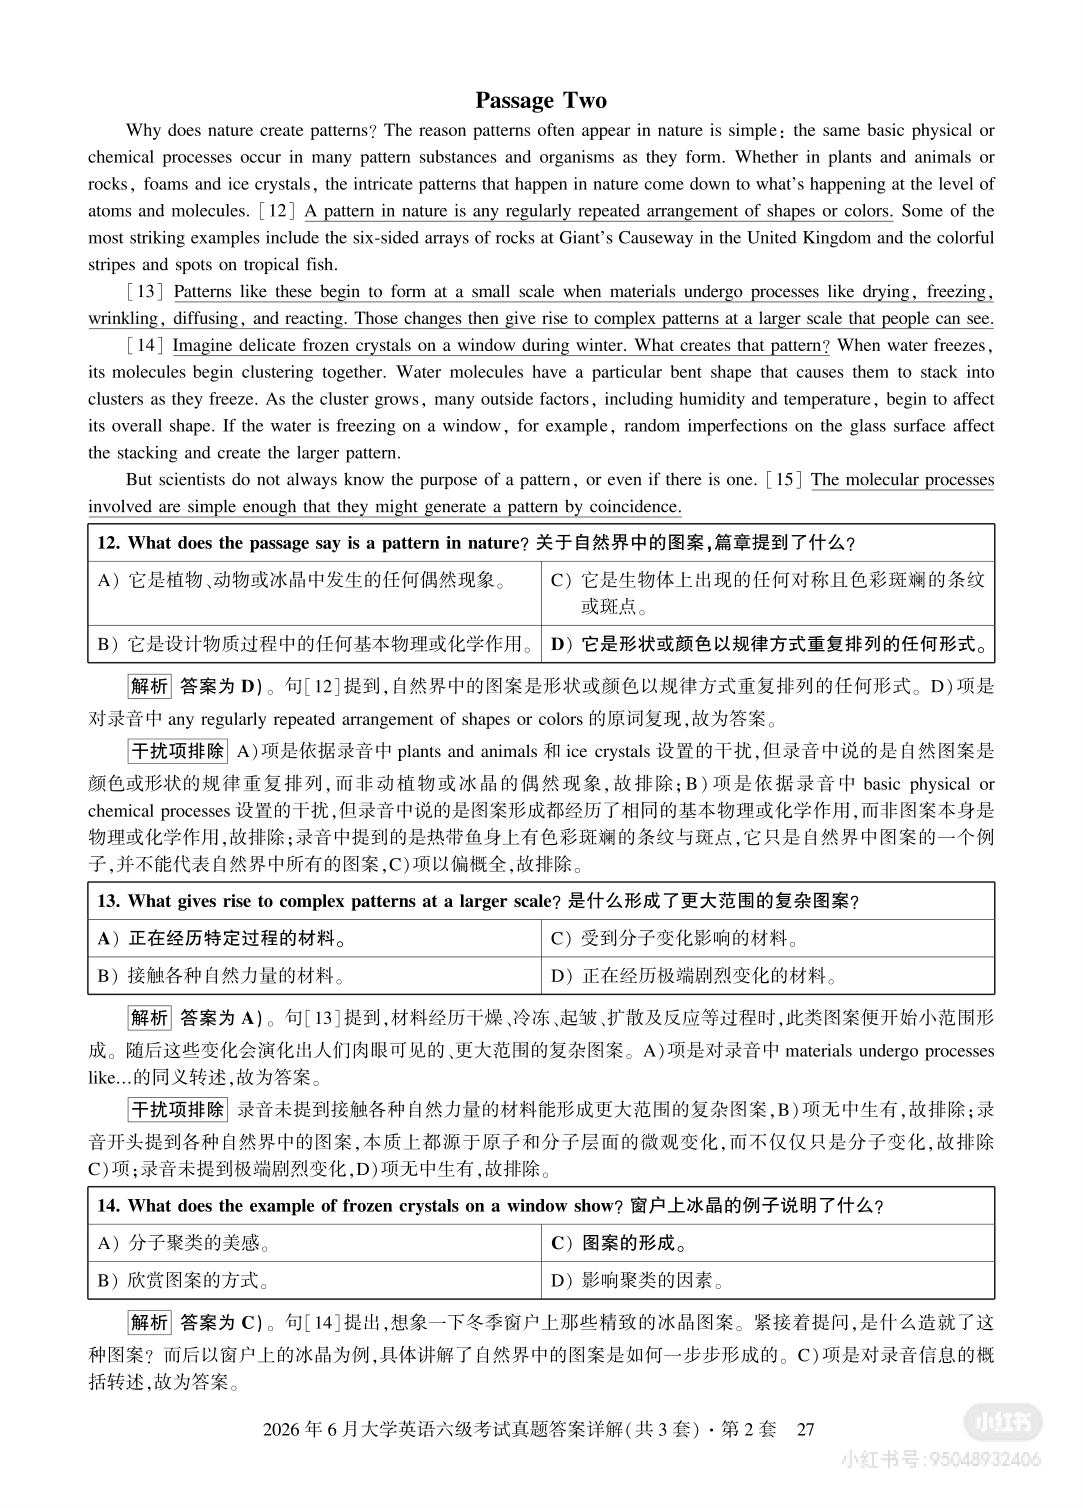 Passage Two
Why does nature create patterns? The reason patterns often appear in nature is simple: the same basic physical or
chemical processes occur in many pattern substances and organisms as they form. Whether in plants and animals or
rocks, foams and ice crystals, the intricate patterns that happen in nature come down to what's happening at the level of
atoms and molecules. [12] A pattern in nature is any regularly repeated arrangement of shapes or colors. Some of the
most striking examples include the six-sided arrays of rocks at Giant's Causeway in the United Kingdom and the colorful
stripes and spots on tropical fish.
[13] Patterns like these begin to form at a small scale when materials undergo processes like drying, freezing,
wrinkling, diffusing, and reacting. Those changes then give rise to complex patterns at a larger scale that people can see.
[14] Imagine delicate frozen crystals on a window during winter. What creates that pattern? When water freezes,
its molecules begin clustering together. Water molecules have a particular bent shape that causes them to stack into
clusters as they freeze. As the cluster grows, many outside factors, including humidity and temperature, begin to affect
its overall shape. If the water is freezing on a window, for example, random imperfections on the glass surface affect
the stacking and create the larger pattern.
But scientists do not always know the purpose of a pattern, or even if there is one. [15] The molecular processes
involved are simple enough that they might generate a pattern by coincidence.
12. What does the passage say is a pattern in nature? 关于自然界中的图案,篇章提到了什么?
A) 它是植物、动物或冰晶中发生的任何偶然现象。
C) 它是生物体上出现的任何对称且色彩斑斓的条纹
或斑点。
B) 它是设计物质过程中的任何基本物理或化学作用。
D) 它是形状或颜色以规律方式重复排列的任何形式。
解析 答案为 D)。句[12]提到,自然界中的图案是形状或颜色以规律方式重复排列的任何形式。D)项是
对录音中 any regularly repeated arrangement of shapes or colors 的原词复现,故为答案。
干扰项排除 A)项是依据录音中 plants and animals 和 ice crystals 设置的干扰,但录音中说的是自然图案是
颜色或形状的规律重复排列,而非动植物或冰晶的偶然现象,故排除;B)项是依据录音中 basic physical or
chemical processes 设置的干扰,但录音中说的是图案形成都经历了相同的基本物理或化学作用,而非图案本身是
物理或化学作用,故排除;录音中提到的是热带鱼身上有色彩斑斓的条纹与斑点,它只是自然界中图案的一个例
子,并不能代表自然界中所有的图案,C)项以偏概全,故排除。
13. What gives rise to complex patterns at a larger scale? 是什么形成了更大范围的复杂图案?
A) 正在经历特定过程的材料。
C) 受到分子变化影响的材料。
B) 接触各种自然力量的材料。
D) 正在经历极端剧烈变化的材料。
解析 答案为 A)。句[13]提到,材料经历干燥、冷冻、起皱、扩散及反应等过程时,此类图案便开始小范围形
成。随后这些变化会演化出人们肉眼可见的、更大范围的复杂图案。A)项是对录音中 materials undergo processes
like...的同义转述,故为答案。
干扰项排除 录音未提到接触各种自然力量的材料能形成更大范围的复杂图案,B)项无中生有,故排除;录
音开头提到各种自然界中的图案,本质上都源于原子和分子层面的微观变化,而不仅仅只是分子变化,故排除
C)项;录音未提到极端剧烈变化,D)项无中生有,故排除。
14. What does the example of frozen crystals on a window show? 窗户上冰晶的例子说明了什么?
A) 分子聚类的美感。
C) 图案的形成。
B) 欣赏图案的方式。
D) 影响聚类的因素。
解析 答案为 C)。句[14]提出,想象一下冬季窗户上那些精致的冰晶图案。紧接着提问,是什么造就了这
种图案?而后以窗户上的冰晶为例,具体讲解了自然界中的图案是如何一步步形成的。C)项是对录音信息的概
括转述,故为答案。
2026 年 6 月大学英语六级考试真题答案详解(共 3 套)·第 2 套 27
小红书
小红书号:95048932406